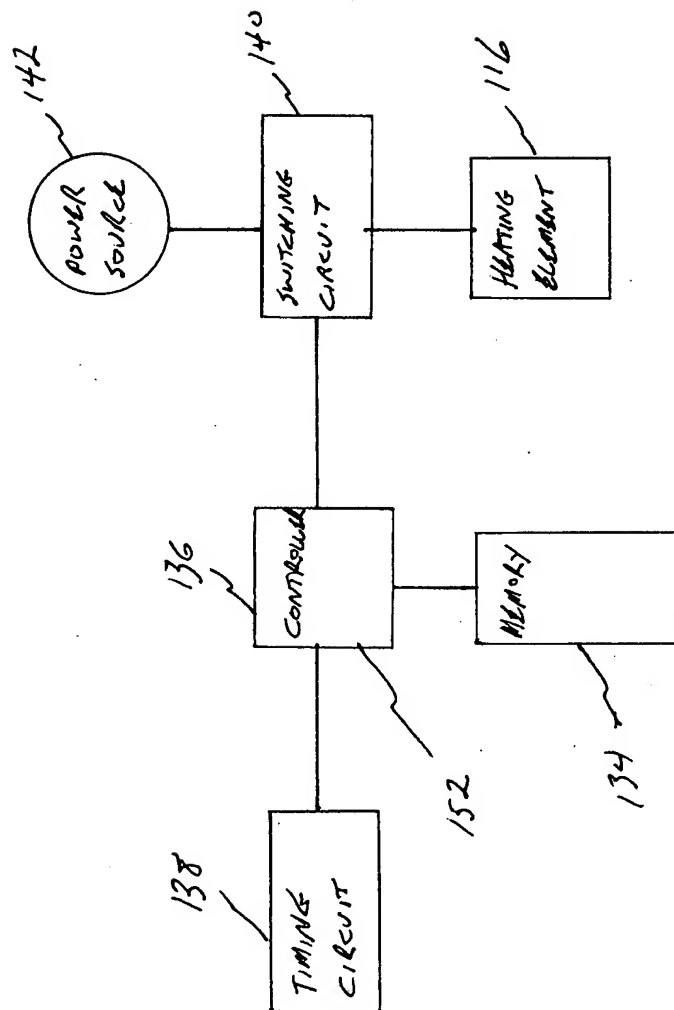 142
POWER
SOURCE
140
SWITCHING
CIRCUIT
116
HEATING
ELEMENT
136
CONTROLLER
152
MEMORY
134
138
TIMING
CIRCUIT